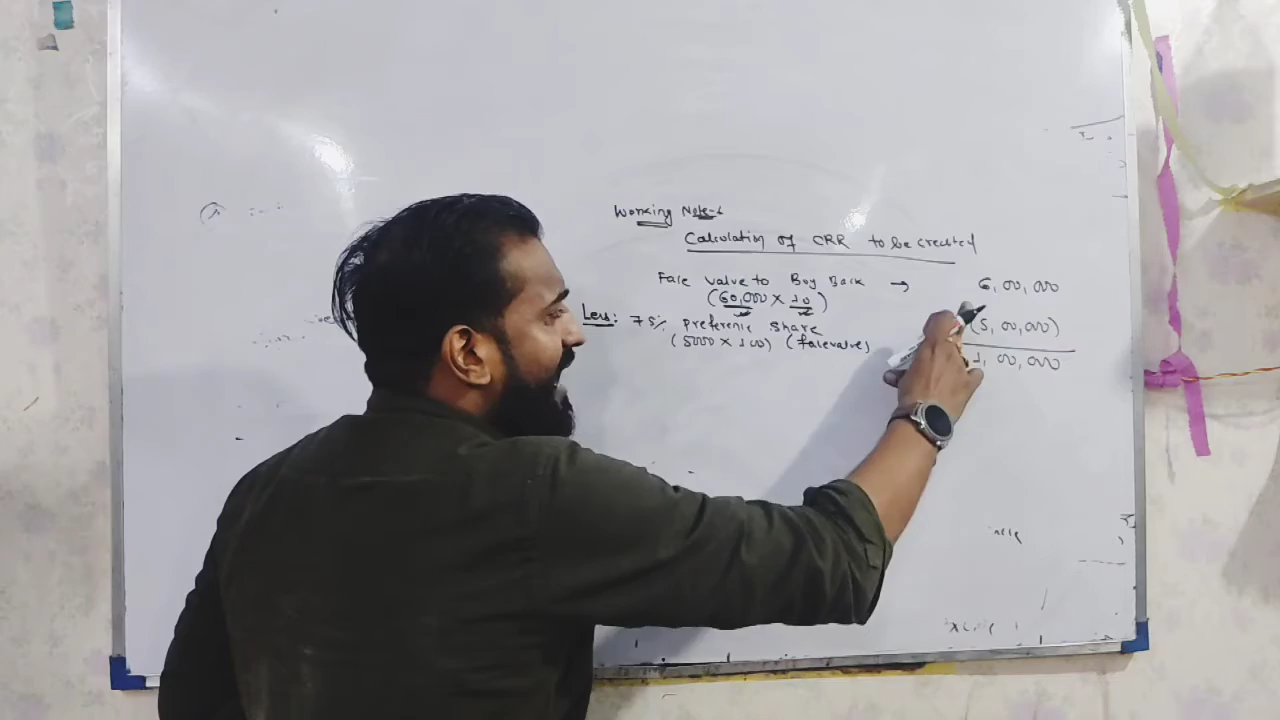 Working Note-1
Calculation of CRR to be created
Face value to Buy Back → 6,00,000
(60,000 × 10)
Less: 7.5% preference share (5,00,000)
(5000 × 100) (facevalue)
1,00,000